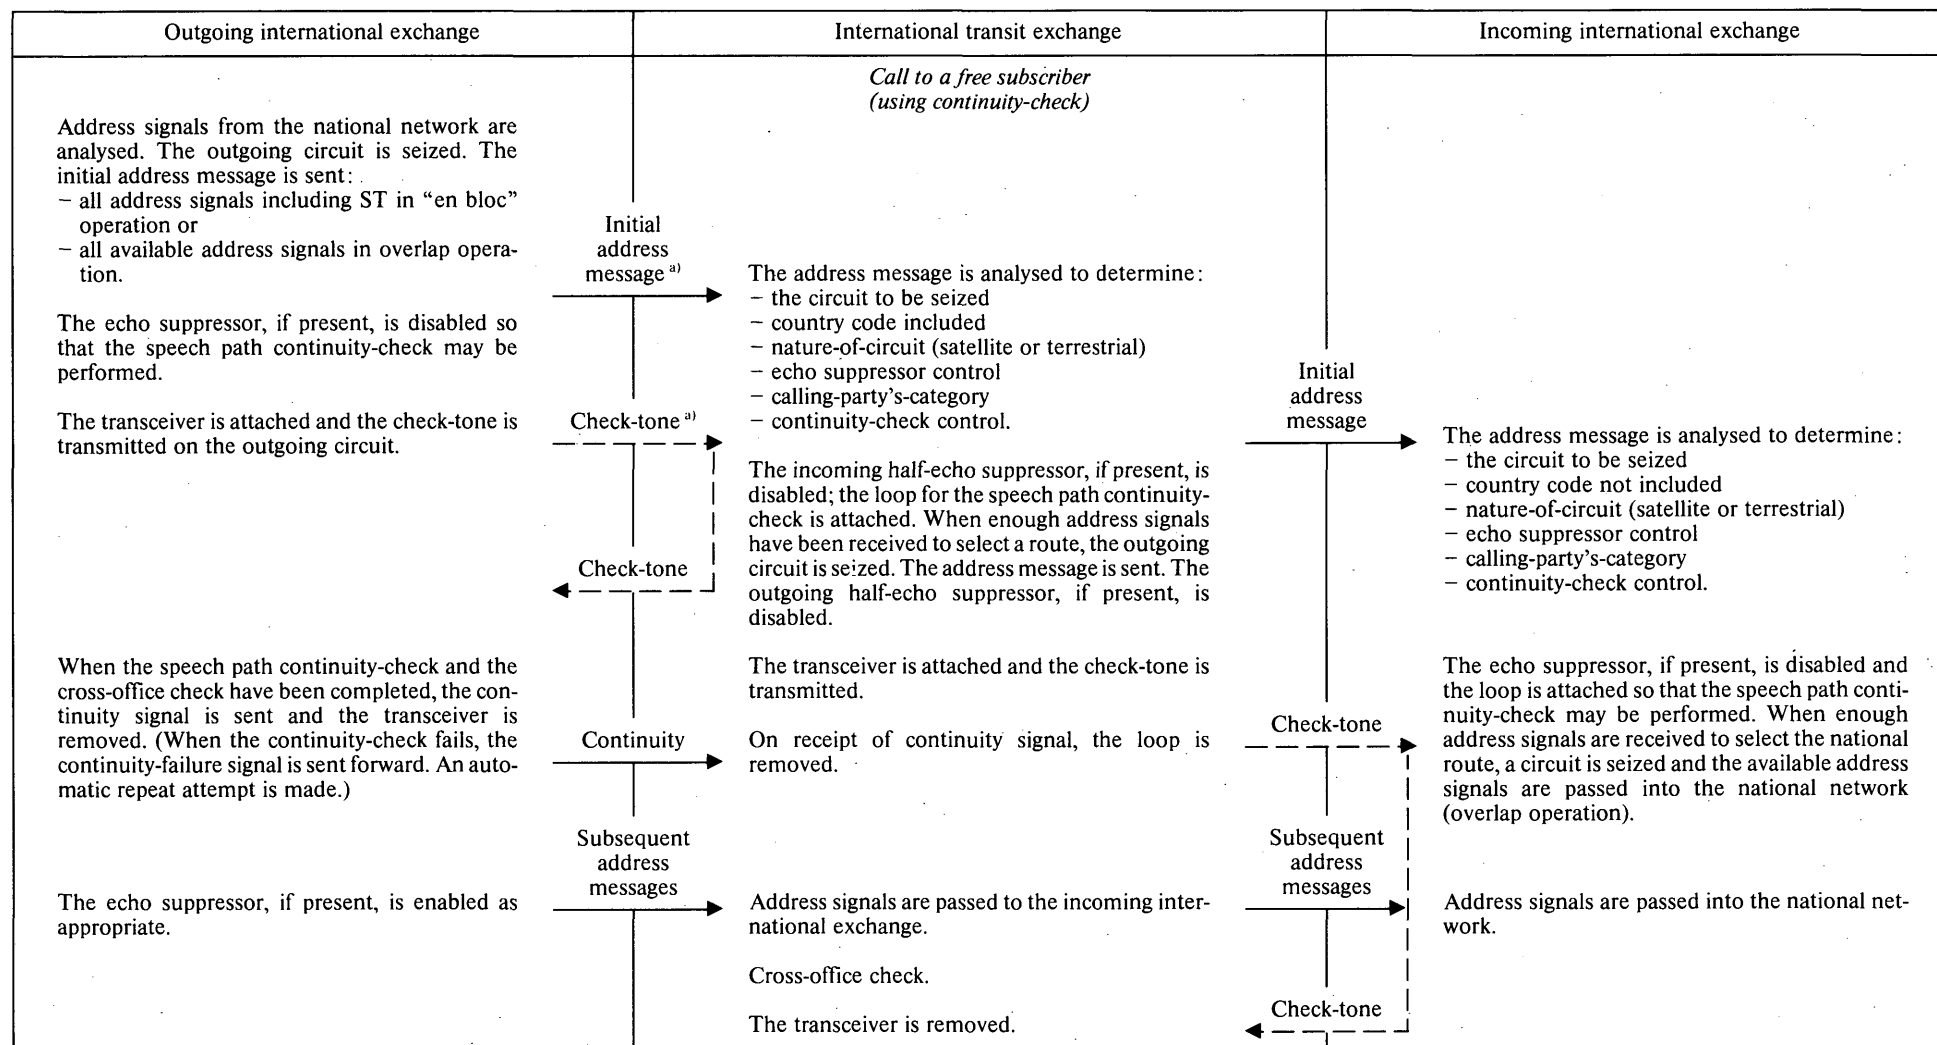 Outgoing international exchange
International transit exchange
Incoming international exchange
Call to a free subscriber
(using continuity-check)
Address signals from the national network are
analysed. The outgoing circuit is seized. The
initial address message is sent:
– all address signals including ST in “en bloc”
operation or
– all available address signals in overlap opera-
tion.
The echo suppressor, if present, is disabled so
that the speech path continuity-check may be
performed.
The transceiver is attached and the check-tone is
transmitted on the outgoing circuit.
When the speech path continuity-check and the
cross-office check have been completed, the con-
tinuity signal is sent and the transceiver is
removed. (When the continuity-check fails, the
continuity-failure signal is sent forward. An auto-
matic repeat attempt is made.)
The echo suppressor, if present, is enabled as
appropriate.
Initial
address
message a)
Check-tone a)
Check-tone
Continuity
Subsequent
address
messages
The address message is analysed to determine:
– the circuit to be seized
– country code included
– nature-of-circuit (satellite or terrestrial)
– echo suppressor control
– calling-party's-category
– continuity-check control.
The incoming half-echo suppressor, if present, is
disabled; the loop for the speech path continuity-
check is attached. When enough address signals
have been received to select a route, the outgoing
circuit is seized. The address message is sent. The
outgoing half-echo suppressor, if present, is
disabled.
The transceiver is attached and the check-tone is
transmitted.
On receipt of continuity signal, the loop is
removed.
Address signals are passed to the incoming inter-
national exchange.
Cross-office check.
The transceiver is removed.
Initial
address
message
Check-tone
Subsequent
address
messages
Check-tone
The address message is analysed to determine:
– the circuit to be seized
– country code not included
– nature-of-circuit (satellite or terrestrial)
– echo suppressor control
– calling-party's-category
– continuity-check control.
The echo suppressor, if present, is disabled and
the loop is attached so that the speech path conti-
nuity-check may be performed. When enough
address signals are received to select the national
route, a circuit is seized and the available address
signals are passed into the national network
(overlap operation).
Address signals are passed into the national net-
work.